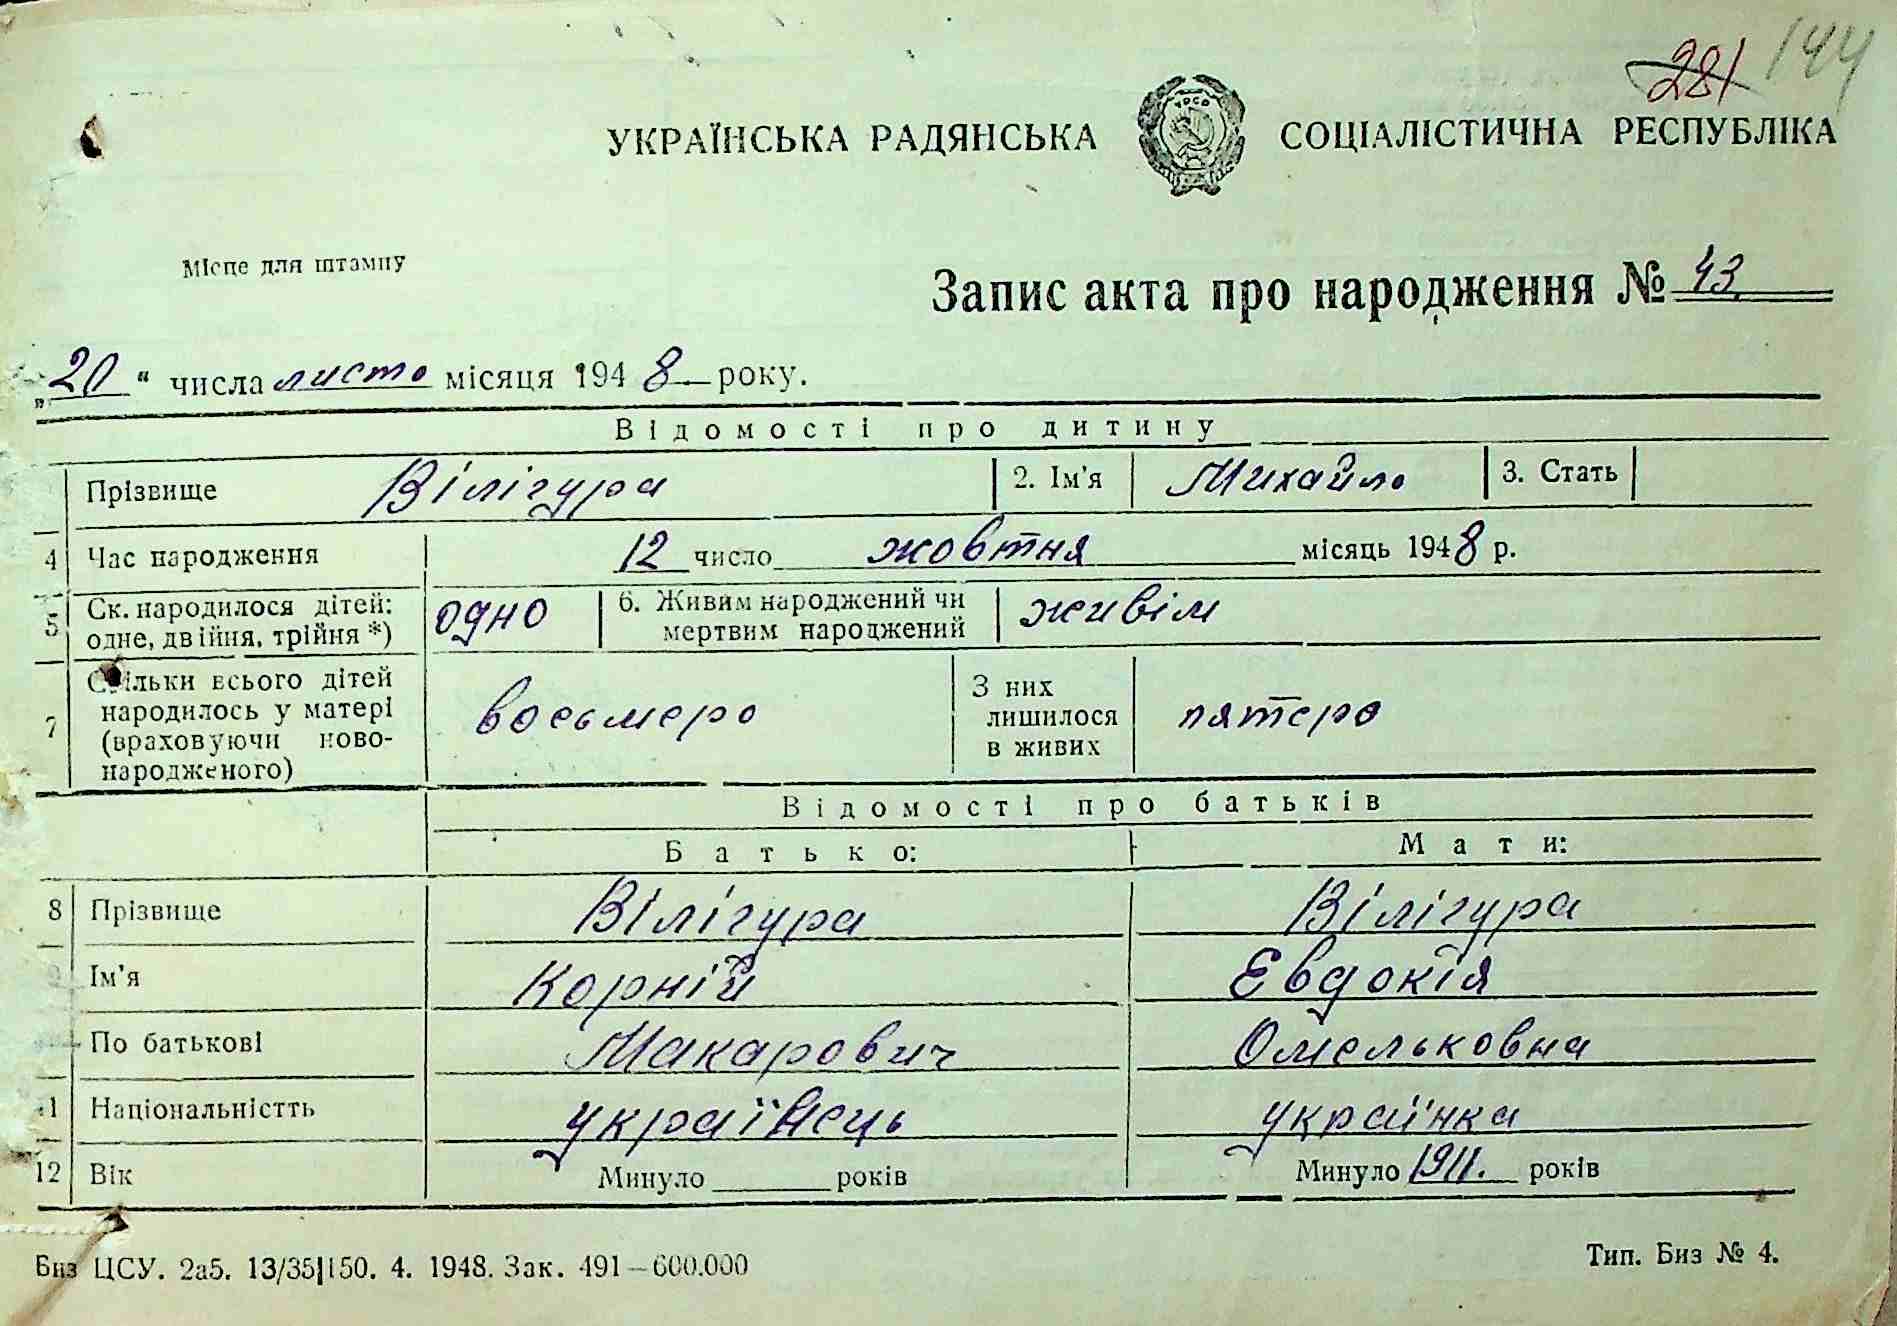 281 144
УКРАЇНСЬКА РАДЯНСЬКА УРСР СОЦІАЛІСТИЧНА РЕСПУБЛІКА
Місце для штампу
Запис акта про народження № 43.
„20“ числа листо місяця 1948 року.
Відомості про дитину
Прізвище Вілігура 2. Ім'я Михайло 3. Стать
4 Час народження 12 число жовтня місяць 1948 р.
5 Ск. народилося дітей: одно 6. Живим народжений чи живім
одне, двійня, трійня *) мертвим народжений
7 Скільки всього дітей
народилось у матері
(враховуючи ново-
народженого) восьмеро З них
лишилося
в живих пятеро
Відомості про батьків
Батько: Мати:
8 Прізвище Вілігура Вілігура
Ім'я Корній Евдокія
По батькові Макарович Омельковна
1 Національністть українець українка
12 Вік Минуло років Минуло 1911. років
Биз ЦСУ. 2а5. 13/35|150. 4. 1948. Зак. 491—600.000 Тип. Биз № 4.